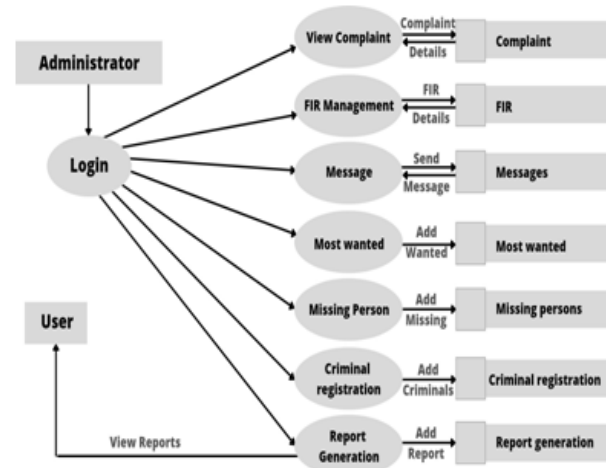 Administrator
Login
User
View Reports
View Complaint
Complaint
Details
Complaint
FIR Management
FIR
Details
FIR
Message
Send
Message
Messages
Most wanted
Add
Wanted
Most wanted
Missing Person
Add
Missing
Missing persons
Criminal
registration
Add
Criminals
Criminal registration
Report
Generation
Add
Report
Report generation